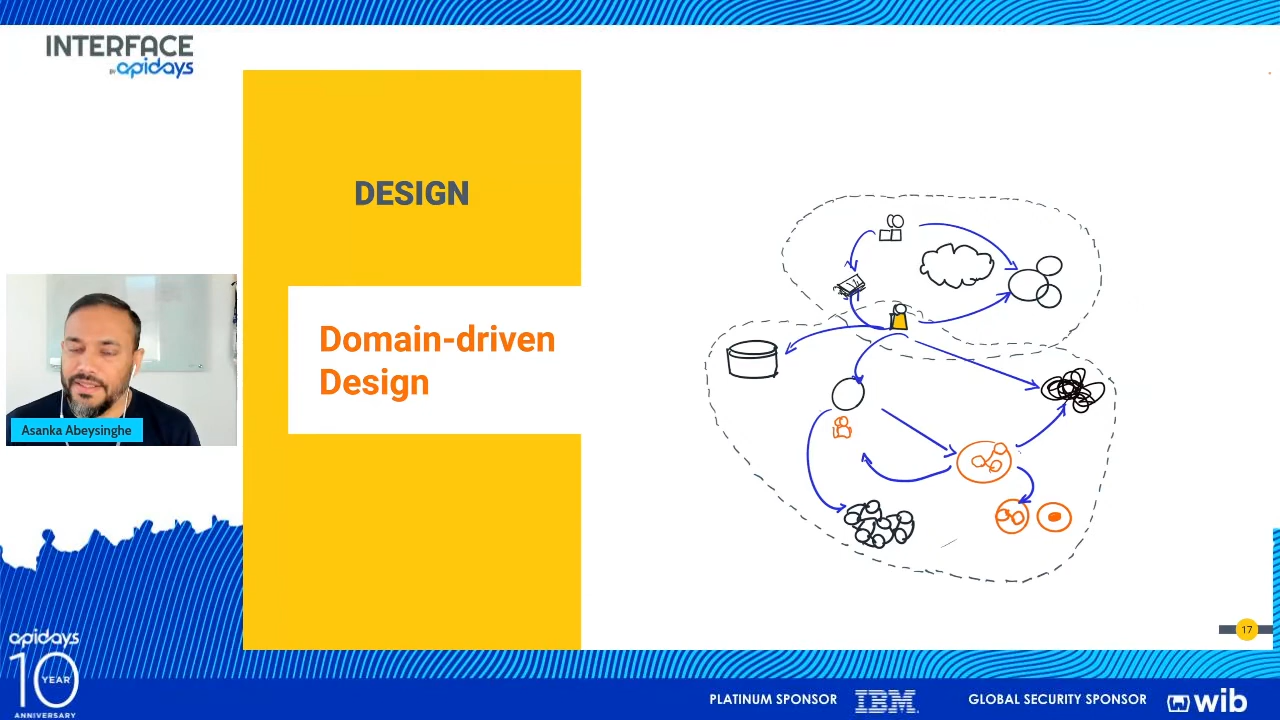 INTERFACE
BY apidays
DESIGN
Domain-driven
Design
Asanka Abeysinghe
17
apidays
10
YEAR
ANNIVERSARY
PLATINUM SPONSOR
IBM
GLOBAL SECURITY SPONSOR
wib